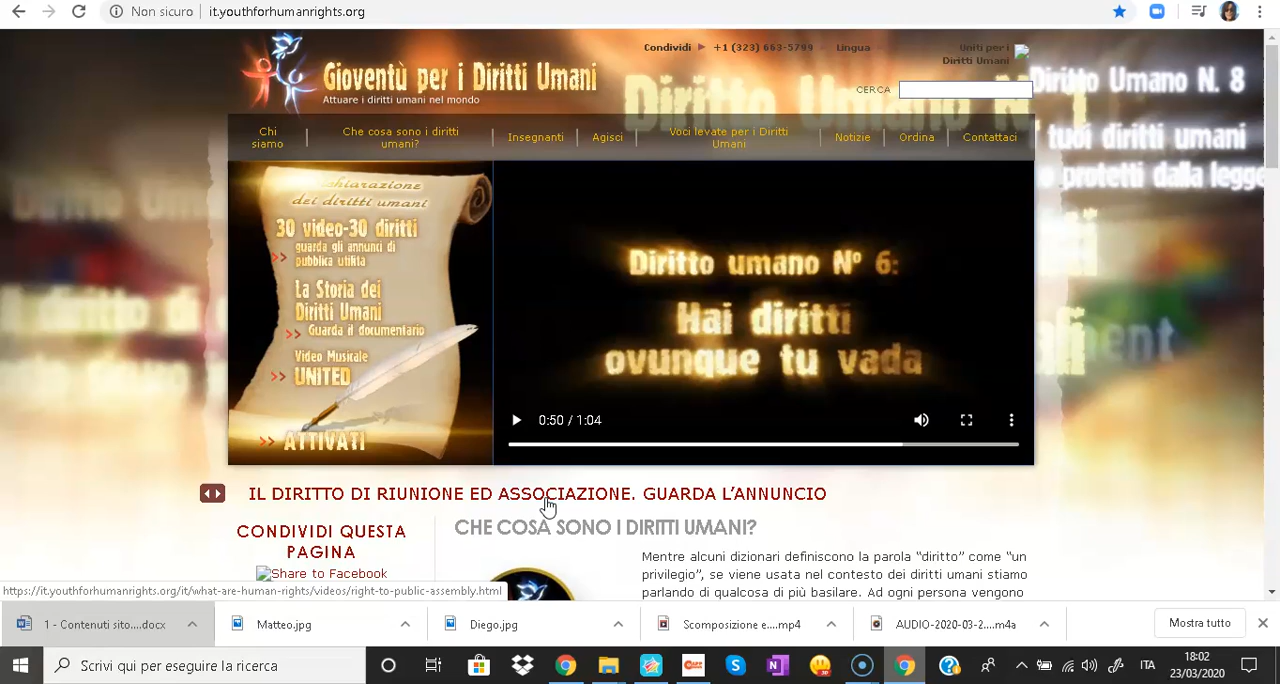 Non sicuro | it.youthforhumanrights.org
Condividi +1 (323) 663-5799 Lingua
Uniti per i
Diritti Umani
Gioventù per i Diritti Umani
Attuare i diritti umani nel mondo
CERCA
Diritto Umano N. 8
Diritto Umano N. 1
tuoi diritti umani
protetti dalla legge
Chi siamo
Che cosa sono i diritti umani?
Insegnanti
Agisci
Voci levate per i Diritti Umani
Notizie
Ordina
Contattaci
dei diritti umani
30 video-30 diritti
>> guarda gli annunci di
pubblica utilità
La Storia dei
Diritti Umani
>> Guarda il documentario
Video Musicale
>> UNITED
>> ATTIVATI
Diritto umano Nº 6:
Hai diritti
ovunque tu vada
0:50 / 1:04
IL DIRITTO DI RIUNIONE ED ASSOCIAZIONE. GUARDA L'ANNUNCIO
CONDIVIDI QUESTA
PAGINA
Share to Facebook
CHE COSA SONO I DIRITTI UMANI?
Mentre alcuni dizionari definiscono la parola "diritto" come "un
privilegio", se viene usata nel contesto dei diritti umani stiamo
parlando di qualcosa di più basilare. Ad ogni persona vengono
https://it.youthforhumanrights.org/it/what-are-human-rights/videos/right-to-public-assembly.html
1 - Contenuti sito....docx
Matteo.jpg
Diego.jpg
Scomposizione e....mp4
AUDIO-2020-03-2....m4a
Mostra tutto
Scrivi qui per eseguire la ricerca
ITA
18:02
23/03/2020